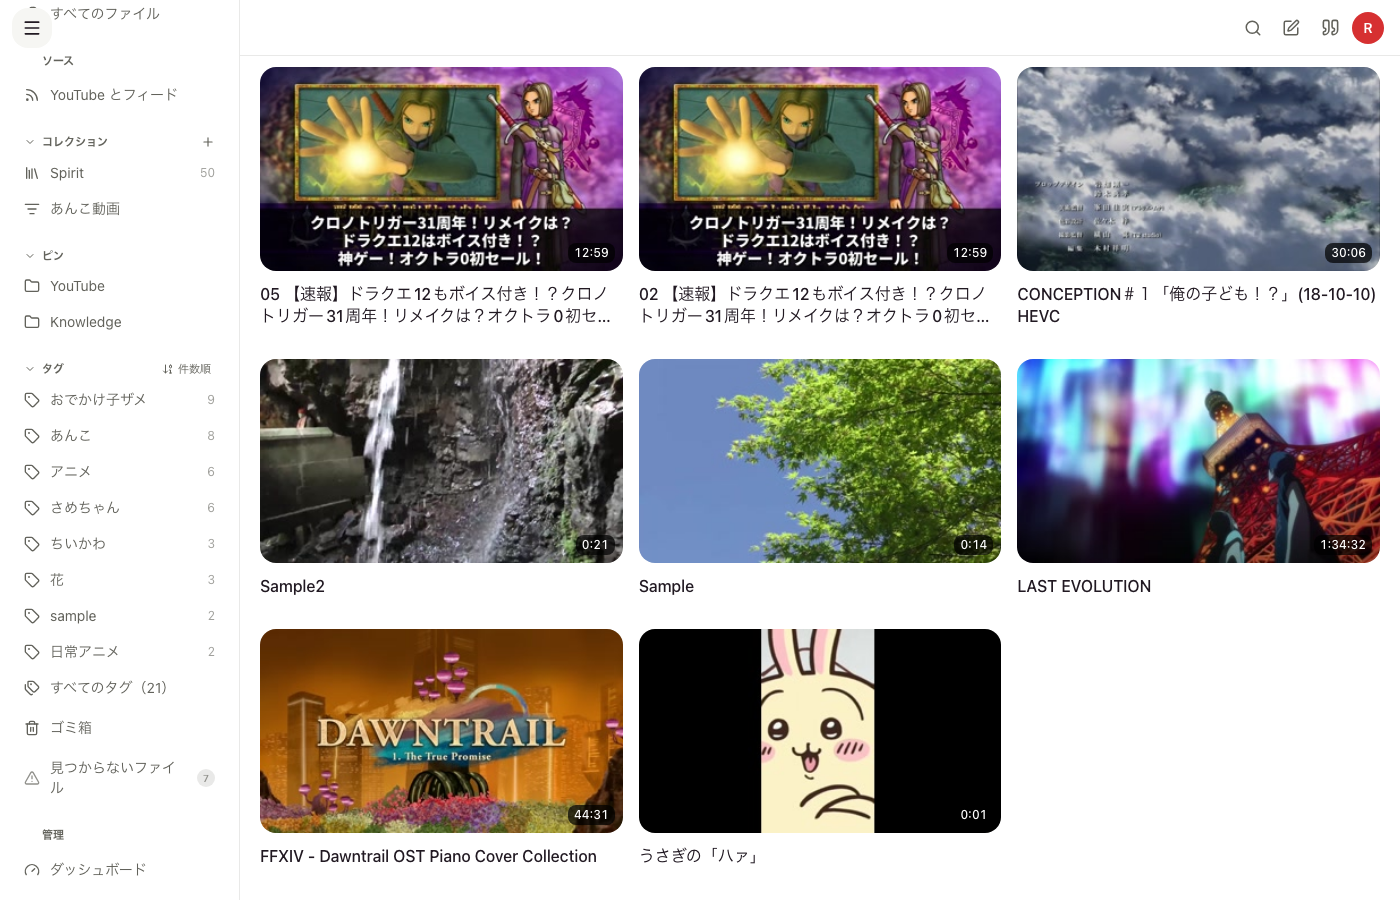 すべてのファイル
ソース
YouTube とフィード
コレクション
Spirit 50
あんこ動画
ピン
YouTube
Knowledge
タグ 件数順
おでかけ子ザメ 9
あんこ 8
アニメ 6
さめちゃん 6
ちいかわ 3
花 3
sample 2
日常アニメ 2
すべてのタグ（21）
ゴミ箱
見つからないファイ
ル
7
管理
ダッシュボード
R
クロノトリガー31周年！リメイクは？
ドラクエ12はボイス付き！？
神ゲー！オクトラ0初セール！
12:59
05 【速報】ドラクエ12もボイス付き！？クロノ
トリガー31周年！リメイクは？オクトラ0初セ...
クロノトリガー31周年！リメイクは？
ドラクエ12はボイス付き！？
神ゲー！オクトラ0初セール！
12:59
02 【速報】ドラクエ12もボイス付き！？クロノ
トリガー31周年！リメイクは？オクトラ0初セ...
30:06
CONCEPTION＃１「俺の子ども！？」(18-10-10)
HEVC
0:21
Sample2
0:14
Sample
1:34:32
LAST EVOLUTION
DAWNTRAIL
1. The True Promise
44:31
FFXIV - Dawntrail OST Piano Cover Collection
0:01
うさぎの「ハァ」